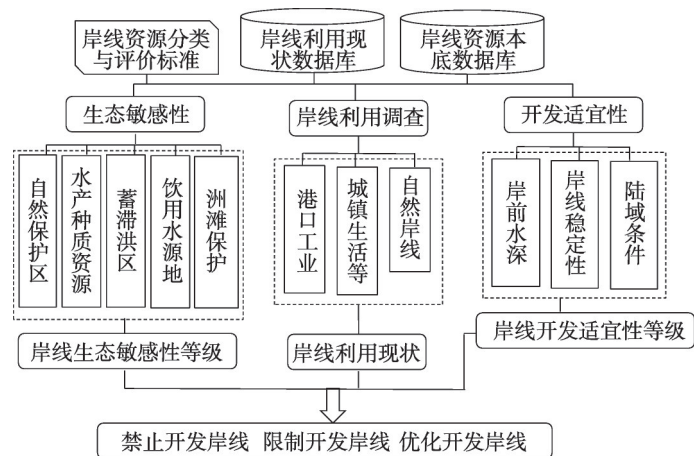 岸线资源分类
与评价标准
岸线利用现
状数据库
岸线资源本
底数据库
生态敏感性
岸线利用调查
开发适宜性
自然保护区
水产种质资源
蓄滞洪区
饮用水源地
洲滩保护
港口工业
城镇生活等
自然岸线
岸前水深
岸线稳定性
陆域条件
岸线生态敏感性等级
岸线利用现状
岸线开发适宜性等级
禁止开发岸线 限制开发岸线 优化开发岸线